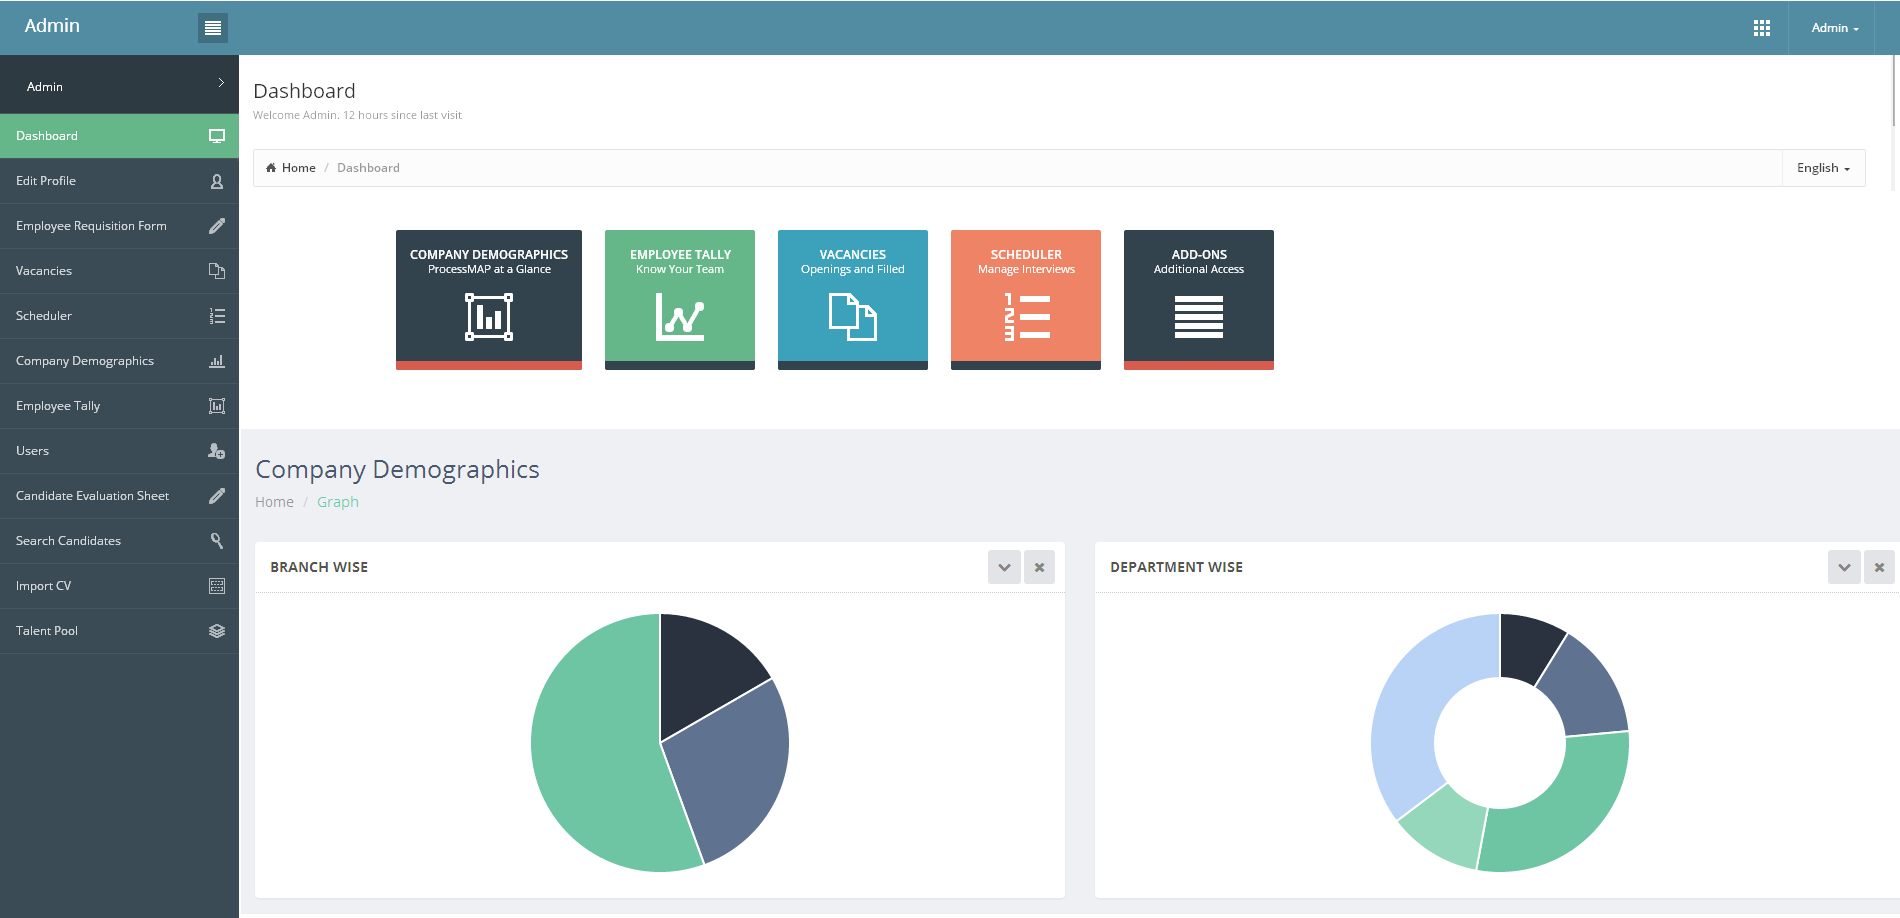 Admin
Admin
Admin
Dashboard
Edit Profile
Employee Requisition Form
Vacancies
Scheduler
Company Demographics
Employee Tally
Users
Candidate Evaluation Sheet
Search Candidates
Import CV
Talent Pool
Dashboard
Welcome Admin, 12 hours since last visit
Home / Dashboard
English
COMPANY DEMOGRAPHICS
ProcessMAP at a Glance
EMPLOYEE TALLY
Know Your Team
VACANCIES
Openings and Filled
SCHEDULER
Manage Interviews
1
2
3
ADD-ONS
Additional Access
Company Demographics
Home / Graph
BRANCH WISE
DEPARTMENT WISE